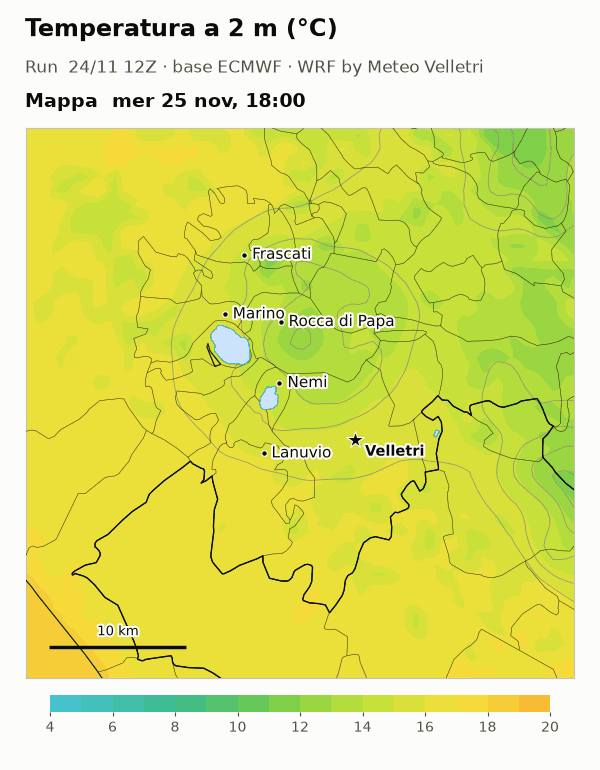 Temperatura a 2 m (°C)
Run  24/11 12Z · base ECMWF · WRF by Meteo Velletri
Mappa  mer 25 nov, 18:00
Frascati
Marino
Rocca di Papa
Nemi
Lanuvio
Velletri
10 km
4 6 8 10 12 14 16 18 20